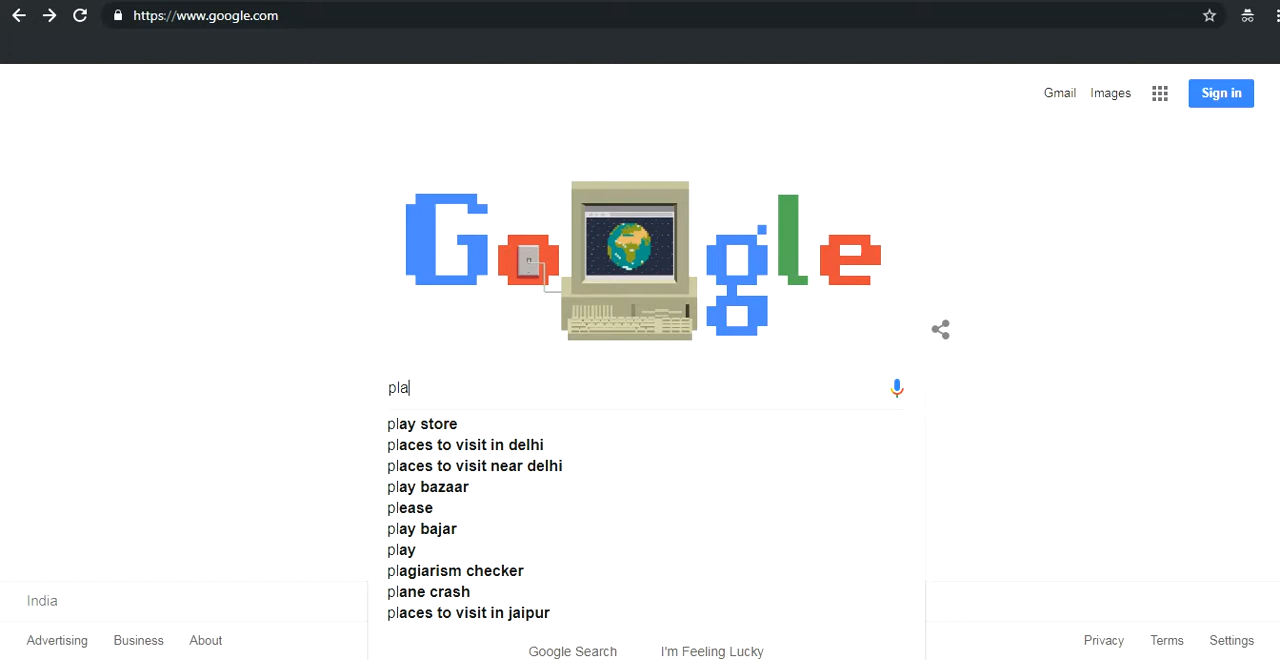 https://www.google.com
Gmail Images Sign in
Google
pla
play store
places to visit in delhi
places to visit near delhi
play bazaar
please
play bajar
play
plagiarism checker
plane crash
places to visit in jaipur
India
Google Search I'm Feeling Lucky
Advertising Business About Privacy Terms Settings